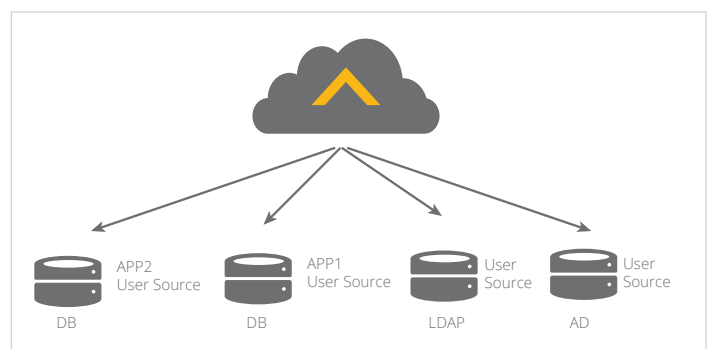 APP2
User Source
DB
APP1
User Source
DB
User
Source
LDAP
User
Source
AD